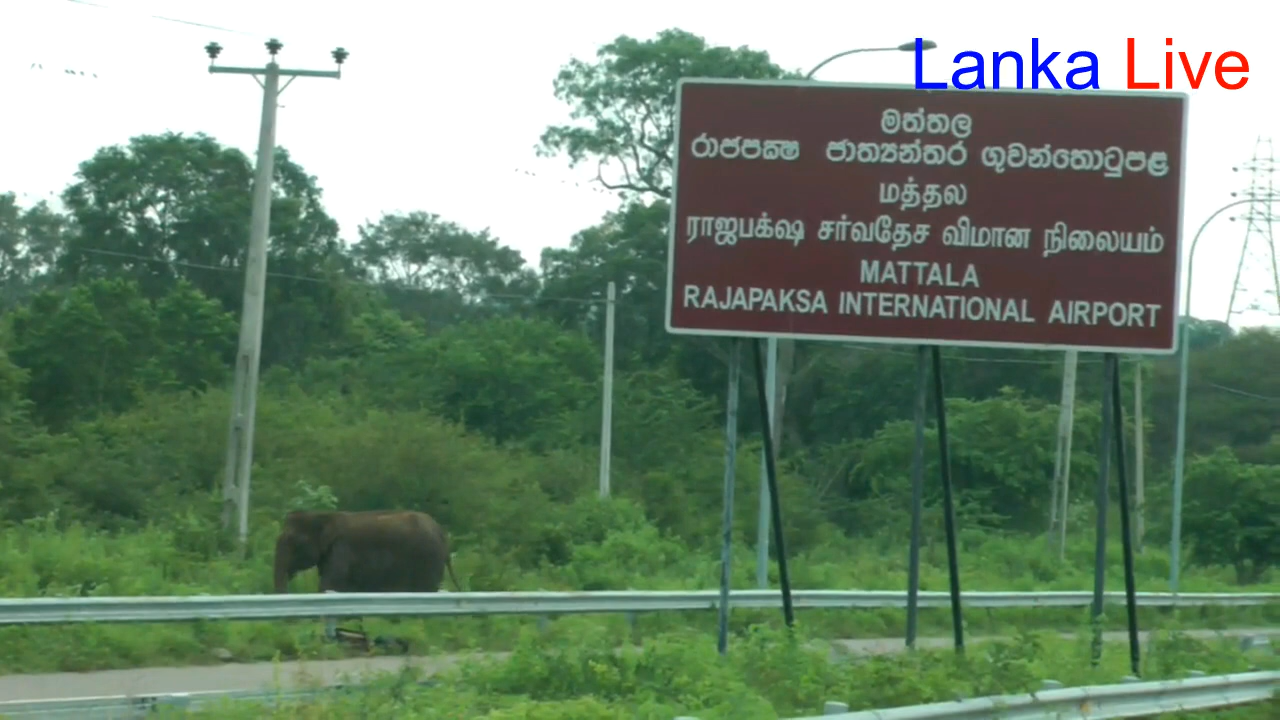 Lanka Live
මත්තල
රාජපක්ෂ ජාත්‍යන්තර ගුවන්තොටුපළ
மத்தல
ராஜபக்ஷ சர்வதேச விமான நிலையம்
MATTALA
RAJAPAKSA INTERNATIONAL AIRPORT